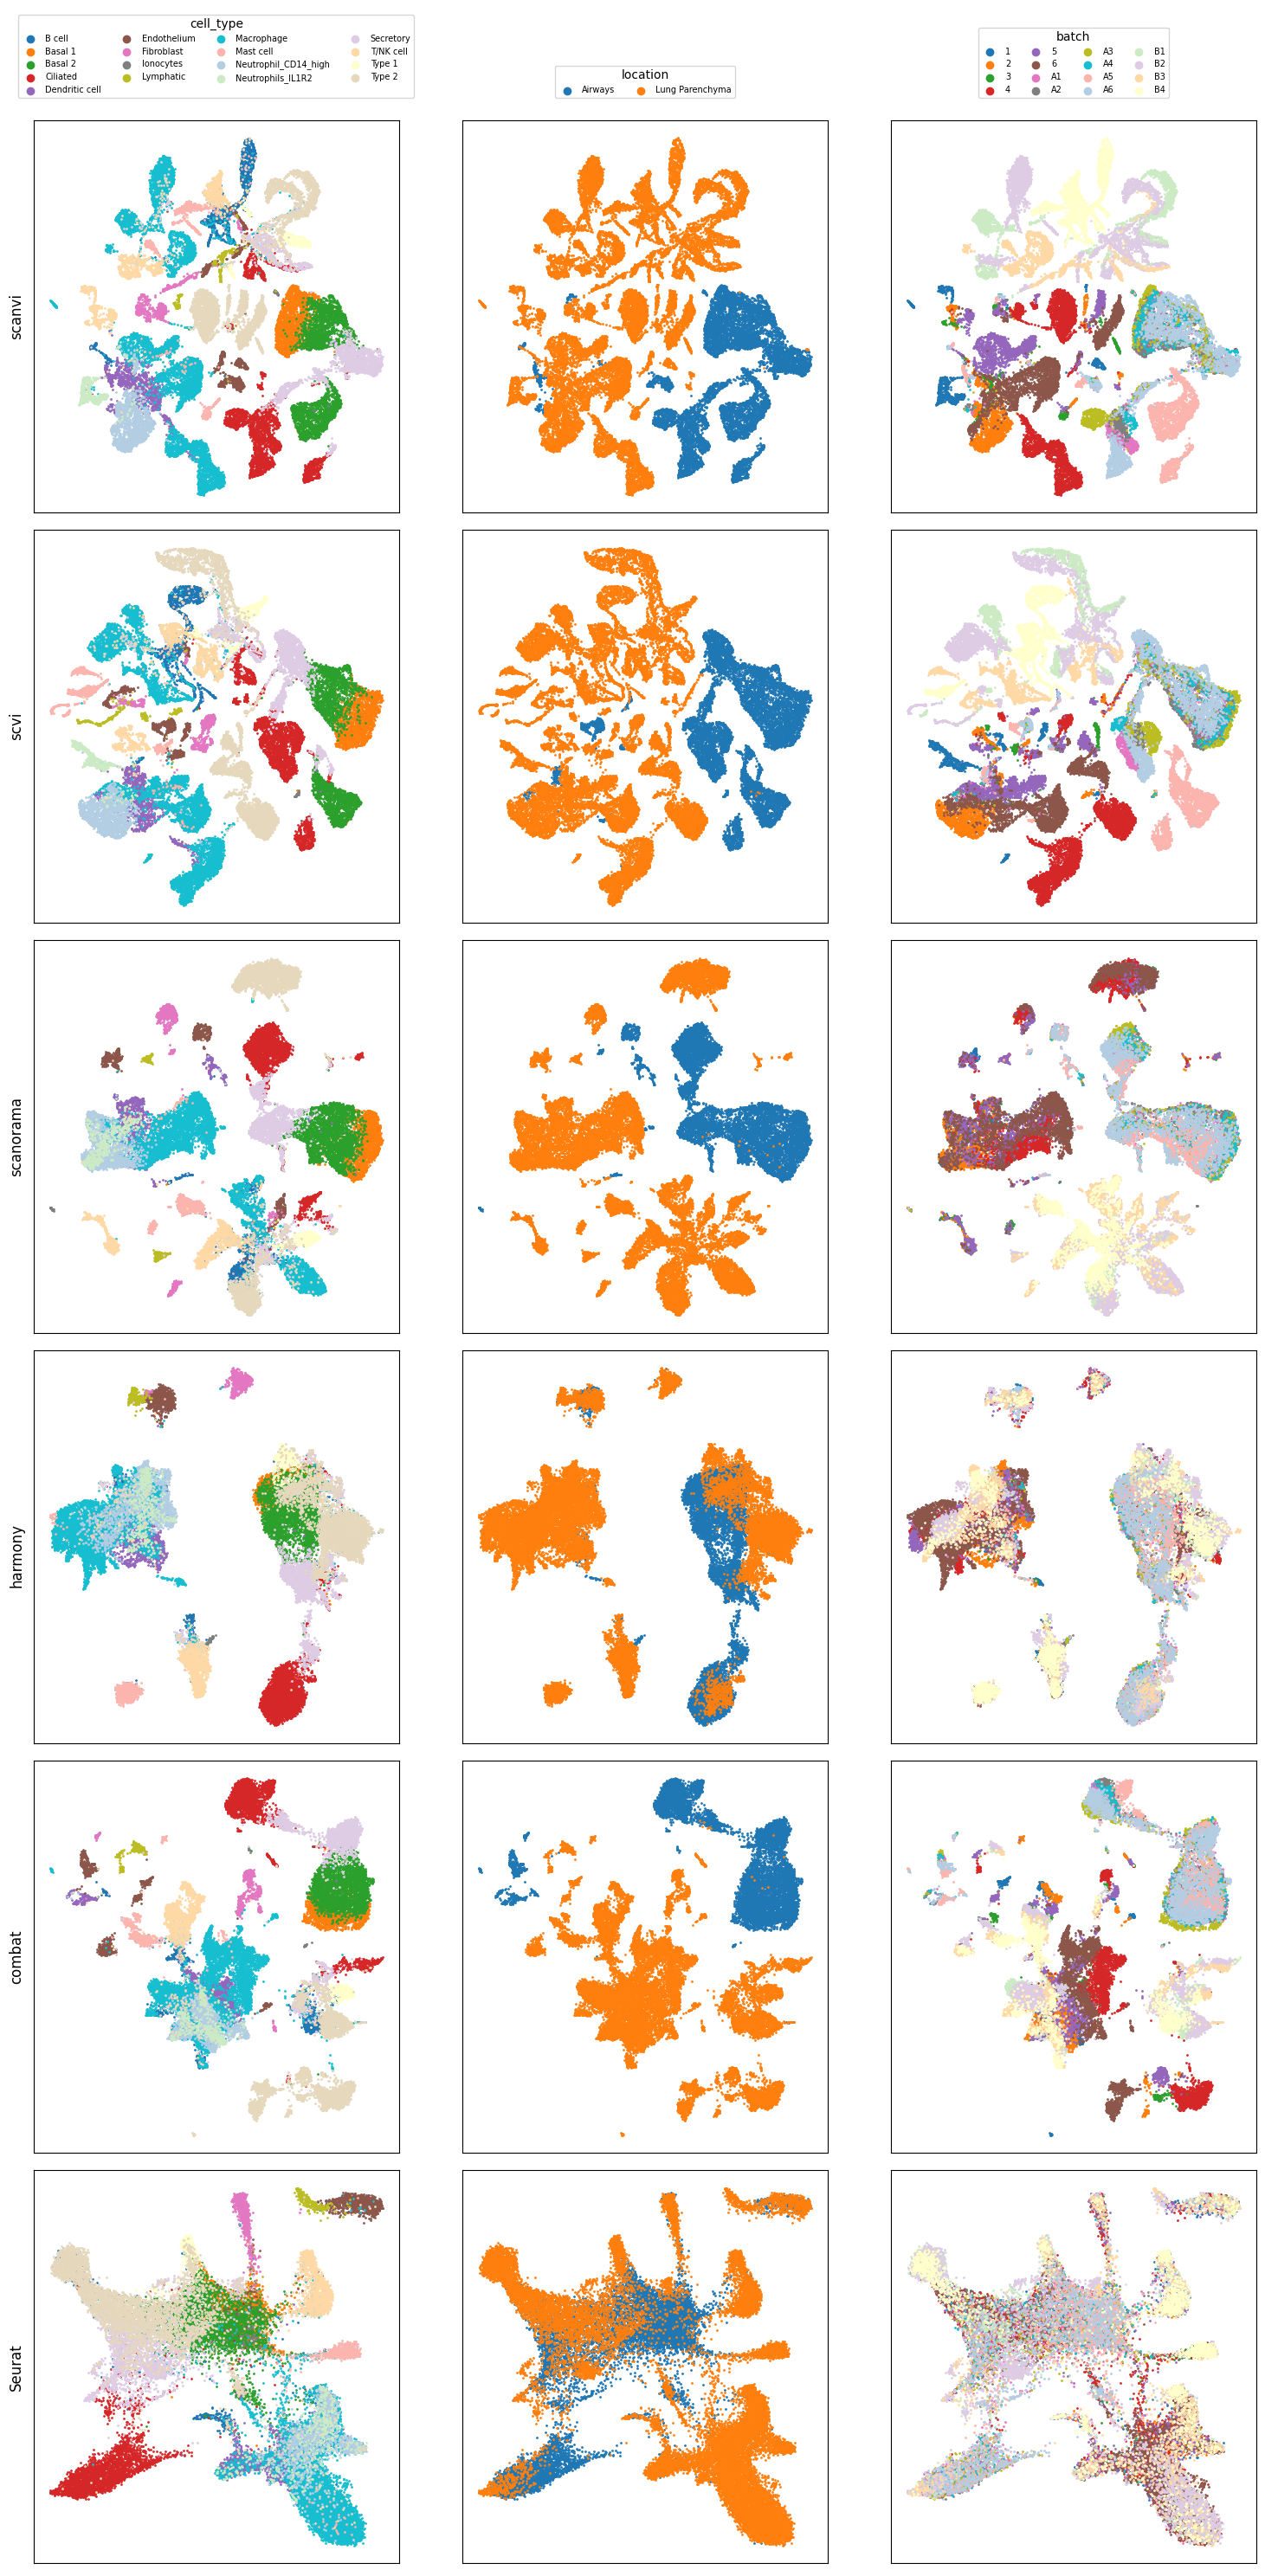 cell_type
B cell
Basal 1
Basal 2
Ciliated
Dendritic cell
Endothelium
Fibroblast
Ionocytes
Lymphatic
Macrophage
Mast cell
Neutrophil_CD14_high
Neutrophils_IL1R2
Secretory
T/NK cell
Type 1
Type 2
location
Airways
Lung Parenchyma
batch
1
2
3
4
5
6
A1
A2
A3
A4
A5
A6
B1
B2
B3
B4
scanvi
scvi
scanorama
harmony
combat
Seurat